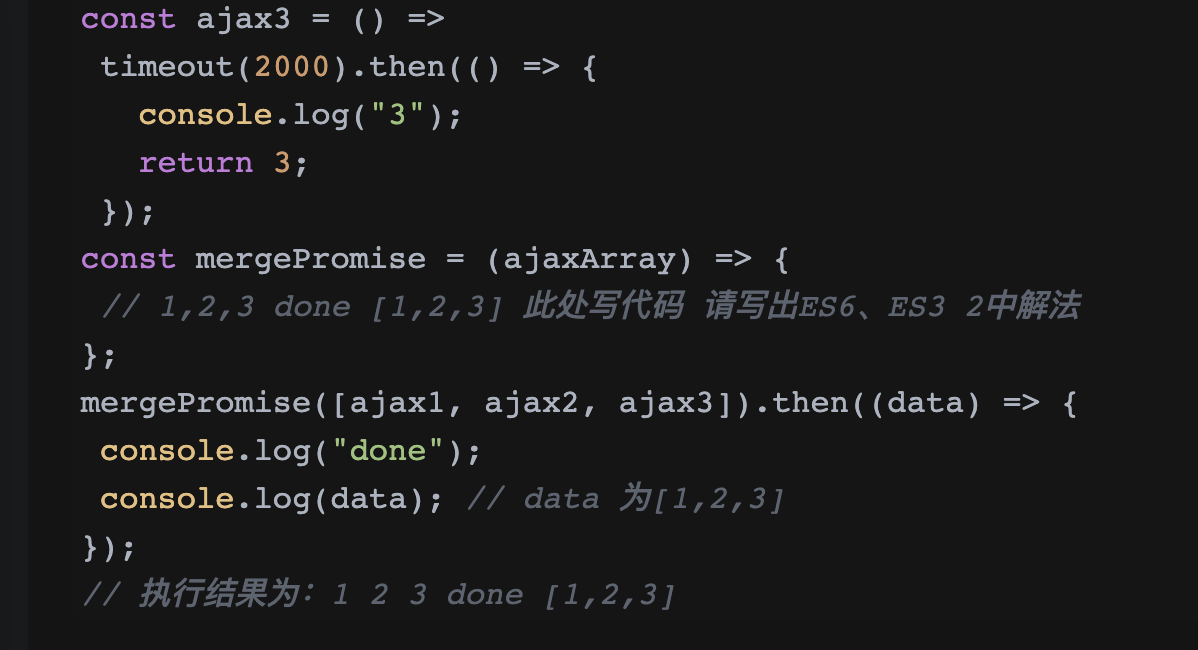 const ajax3 = () =>
timeout(2000).then(() => {
console.log("3");
return 3;
});
const mergePromise = (ajaxArray) => {
// 1,2,3 done [1,2,3] 此处写代码 请写出ES6、ES3 2中解法
};
mergePromise([ajax1, ajax2, ajax3]).then((data) => {
console.log("done");
console.log(data); // data 为[1,2,3]
});
// 执行结果为：1 2 3 done [1,2,3]